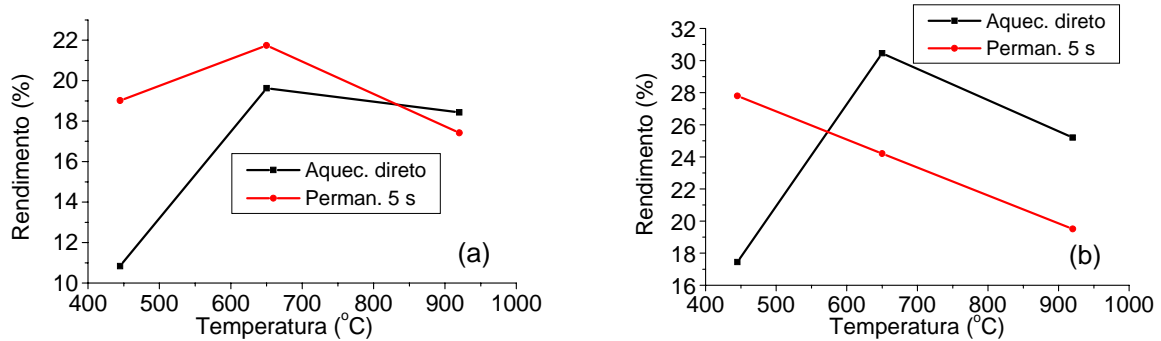 22
20
18
16
14
12
10
Rendimento (%)
Aquec. direto
Perman. 5 s
(a)
400 500 600 700 800 900 1000
Temperatura (°C)
Aquec. direto
Perman. 5 s
32
30
28
26
24
22
20
18
16
Rendimento (%)
(b)
400 500 600 700 800 900 1000
Temperatura (°C)